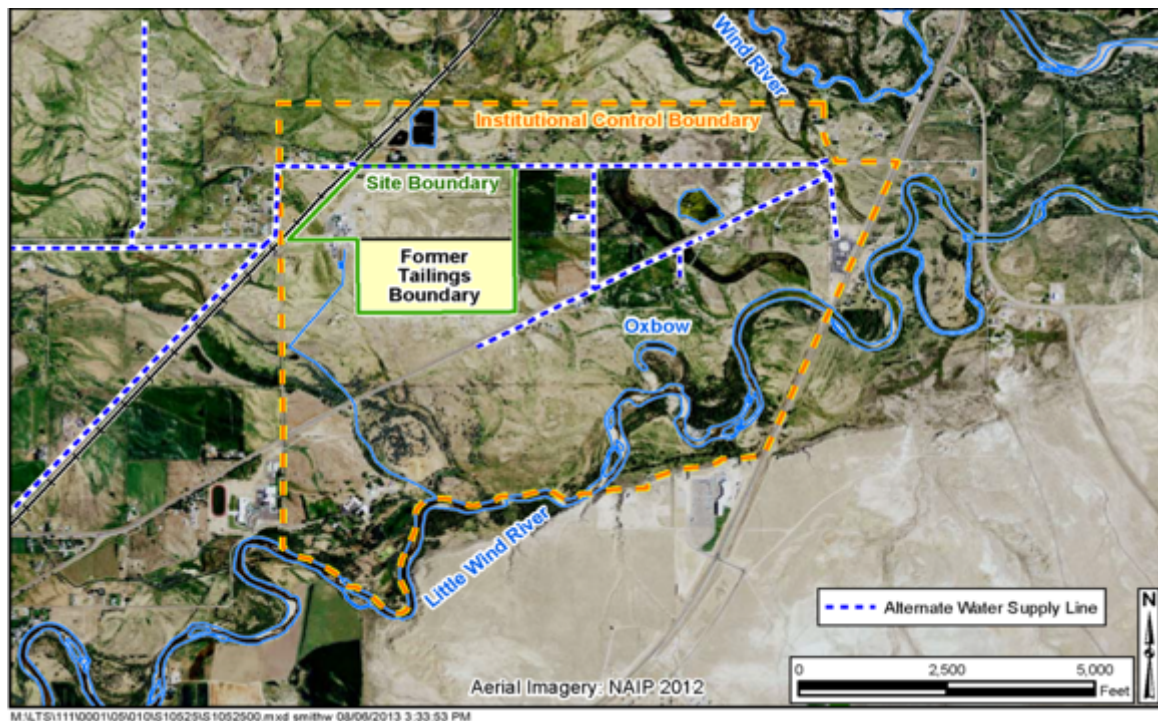 Wind River
Institutional Control Boundary
Site Boundary
Former
Tailings
Boundary
Oxbow
Little Wind River
Alternate Water Supply Line
N
0 2,500 5,000
Feet
Aerial Imagery: NAIP 2012
M:\LTS\111\0001\05\010\S10525\S1052500.mxd smithw 08/06/2013 3:33:53 PM